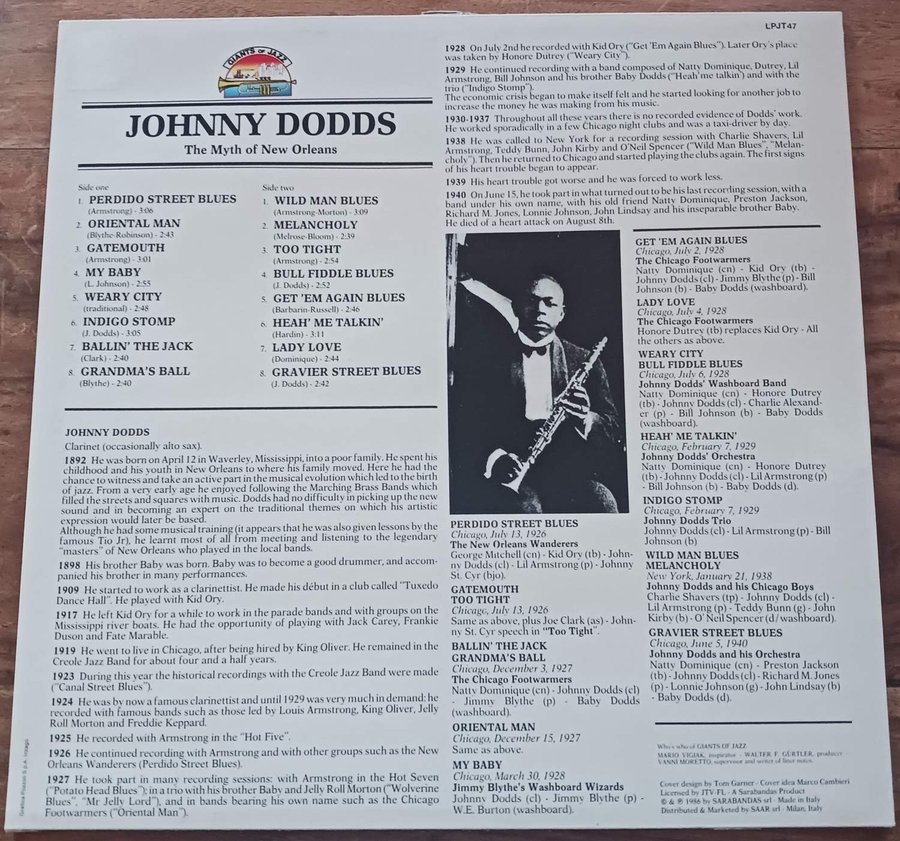 LPJT47
GIANTS OF JAZZ
JOHNNY DODDS
The Myth of New Orleans
Side one
1. PERDIDO STREET BLUES
(Armstrong) - 3:06
2. ORIENTAL MAN
(Blythe-Robinson) - 2:43
3. GATEMOUTH
(Armstrong) - 3:01
4. MY BABY
(L. Johnson) - 2:55
5. WEARY CITY
(traditional) - 2:48
6. INDIGO STOMP
(J. Dodds) - 3:05
7. BALLIN' THE JACK
(Clark) - 2:40
8. GRANDMA'S BALL
(Blythe) - 2:40
Side two
1. WILD MAN BLUES
(Armstrong-Morton) - 3:09
2. MELANCHOLY
(Melrose-Bloom) - 2:39
3. TOO TIGHT
(Armstrong) - 2:54
4. BULL FIDDLE BLUES
(J. Dodds) - 2:52
5. GET 'EM AGAIN BLUES
(Barbarin-Russell) - 2:46
6. HEAH' ME TALKIN'
(Hardin) - 3:11
7. LADY LOVE
(Dominique) - 2:44
8. GRAVIER STREET BLUES
(J. Dodds) - 2:42
JOHNNY DODDS
Clarinet (occasionally alto sax).
1892 He was born on April 12 in Waverley, Mississippi, into a poor family. He spent his
childhood and his youth in New Orleans to where his family moved. Here he had the
chance to witness and take an active part in the musical evolution which led to the birth
of jazz. From a very early age he enjoyed following the Marching Brass Bands which
filled the streets and squares with music. Dodds had no difficulty in picking up the new
sound and in becoming an expert on the traditional themes on which his artistic
expression would later be based.
Although he had some musical training (it appears that he was also given lessons by the
famous Tio Jr), he learnt most of all from meeting and listening to the legendary
"masters" of New Orleans who played in the local bands.
1898 His brother Baby was born. Baby was to become a good drummer, and accom-
panied his brother in many performances.
1909 He started to work as a clarinettist. He made his début in a club called "Tuxedo
Dance Hall". He played with Kid Ory.
1917 He left Kid Ory for a while to work in the parade bands and with groups on the
Mississippi river boats. He had the opportunity of playing with Jack Carey, Frankie
Duson and Fate Marable.
1919 He went to live in Chicago, after being hired by King Oliver. He remained in the
Creole Jazz Band for about four and a half years.
1923 During this year the historical recordings with the Creole Jazz Band were made
("Canal Street Blues").
1924 He was by now a famous clarinettist and until 1929 was very much in demand: he
recorded with famous bands such as those led by Louis Armstrong, King Oliver, Jelly
Roll Morton and Freddie Keppard.
1925 He recorded with Armstrong in the "Hot Five".
1926 He continued recording with Armstrong and with other groups such as the New
Orleans Wanderers (Perdido Street Blues).
1927 He took part in many recording sessions: with Armstrong in the Hot Seven
("Potato Head Blues"); in a trio with his brother Baby and Jelly Roll Morton ("Wolverine
Blues", "Mr Jelly Lord"), and in bands bearing his own name such as the Chicago
Footwarmers ("Oriental Man").
1928 On July 2nd he recorded with Kid Ory ("Get 'Em Again Blues"). Later Ory's place
was taken by Honore Dutrey ("Weary City").
1929 He continued recording with a band composed of Natty Dominique, Dutrey, Lil
Armstrong, Bill Johnson and his brother Baby Dodds ("Heah' me talkin') and with the
trio ("Indigo Stomp").
The economic crisis began to make itself felt and he started looking for another job to
increase the money he was making from his music.
1930-1937 Throughout all these years there is no recorded evidence of Dodds' work.
He worked sporadically in a few Chicago night clubs and was a taxi-driver by day.
1938 He was called to New York for a recording session with Charlie Shavers, Lil
Armstrong, Teddy Bunn, John Kirby and O'Neil Spencer ("Wild Man Blues", "Melan-
choly"). Then he returned to Chicago and started playing the clubs again. The first signs
of his heart trouble began to appear.
1939 His heart trouble got worse and he was forced to work less.
1940 On June 15, he took part in what turned out to be his last recording session, with a
band under his own name, with his old friend Natty Dominique, Preston Jackson,
Richard M. Jones, Lonnie Johnson, John Lindsay and his inseparable brother Baby.
He died of a heart attack on August 8th.
PERDIDO STREET BLUES
Chicago, July 13, 1926
The New Orleans Wanderers
George Mitchell (cn) - Kid Ory (tb) - John-
ny Dodds (cl) - Lil Armstrong (p) - Johnny
St. Cyr (bjo).
GATEMOUTH
TOO TIGHT
Chicago, July 13, 1926
Same as above, plus Joe Clark (as) - John-
ny St. Cyr speech in "Too Tight".
BALLIN' THE JACK
GRANDMA'S BALL
Chicago, December 3, 1927
The Chicago Footwarmers
Natty Dominique (cn) - Johnny Dodds (cl)
- Jimmy Blythe (p) - Baby Dodds
(washboard).
ORIENTAL MAN
Chicago, December 15, 1927
Same as above.
MY BABY
Chicago, March 30, 1928
Jimmy Blythe's Washboard Wizards
Johnny Dodds (cl) - Jimmy Blythe (p) -
W.E. Burton (washboard).
GET 'EM AGAIN BLUES
Chicago, July 2, 1928
The Chicago Footwarmers
Natty Dominique (cn) - Kid Ory (tb) -
Johnny Dodds (cl) - Jimmy Blythe (p) - Bill
Johnson (b) - Baby Dodds (washboard).
LADY LOVE
Chicago, July 4, 1928
The Chicago Footwarmers
Honore Dutrey (tb) replaces Kid Ory - All
the others as above.
WEARY CITY
BULL FIDDLE BLUES
Chicago, July 6, 1928
Johnny Dodds' Washboard Band
Natty Dominique (cn) - Honore Dutrey
(tb) - Johnny Dodds (cl) - Charlie Alexand-
er (p) - Bill Johnson (b) - Baby Dodds
(washboard).
HEAH' ME TALKIN'
Chicago, February 7, 1929
Johnny Dodds' Orchestra
Natty Dominique (cn) - Honore Dutrey
(tb) - Johnny Dodds (cl) - Lil Armstrong (p)
- Bill Johnson (b) - Baby Dodds (d).
INDIGO STOMP
Chicago, February 7, 1929
Johnny Dodds Trio
Johnny Dodds (cl) - Lil Armstrong (p) - Bill
Johnson (b)
WILD MAN BLUES
MELANCHOLY
New York, January 21, 1938
Johnny Dodds and his Chicago Boys
Charlie Shavers (tp) - Johnny Dodds (cl) -
Lil Armstrong (p) - Teddy Bunn (g) - John
Kirby (b) - O' Neil Spencer (d/washboard).
GRAVIER STREET BLUES
Chicago, June 5, 1940
Johnny Dodds and his Orchestra
Natty Dominique (cn) - Preston Jackson
(tb) - Johnny Dodds (cl) - Richard M. Jones
(p) - Lonnie Johnson (g) - John Lindsay (b)
- Baby Dodds (d).
Who's who of GIANTS OF JAZZ
MARIO VIGIAK, inspirator - WALTER F. GÜRTLER, producer
VANNI MORETTO, supervisor and writer of liner notes.
Cover design by Tom Garner - Cover idea Marco Cambieri
Licensed by JTV-FL - A Sarabandas Product
© & ℗ 1986 by SARABANDAS srl - Made in Italy
Distributed & Marketed by SAAR srl - Milan, Italy